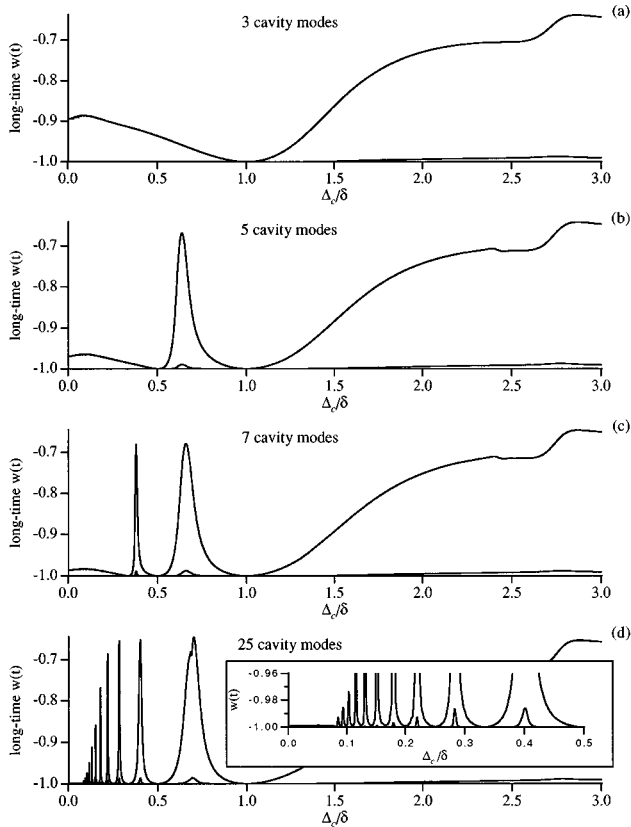 (a)
3 cavity modes
long-time w(t)
-0.7
-0.8
-0.9
-1.0
0.0 0.5 1.0 1.5 2.0 2.5 3.0
Δc/δ
(b)
5 cavity modes
long-time w(t)
-0.7
-0.8
-0.9
-1.0
0.0 0.5 1.0 1.5 2.0 2.5 3.0
Δc/δ
(c)
7 cavity modes
long-time w(t)
-0.7
-0.8
-0.9
-1.0
0.0 0.5 1.0 1.5 2.0 2.5 3.0
Δc/δ
(d)
25 cavity modes
long-time w(t)
-0.7
-0.8
-0.9
-1.0
w(t)
-0.96
-0.98
-1.00
0.0 0.1 0.2 0.3 0.4 0.5
Δc/δ
0.0 0.5 1.0 1.5 2.0 2.5 3.0
Δc/δ